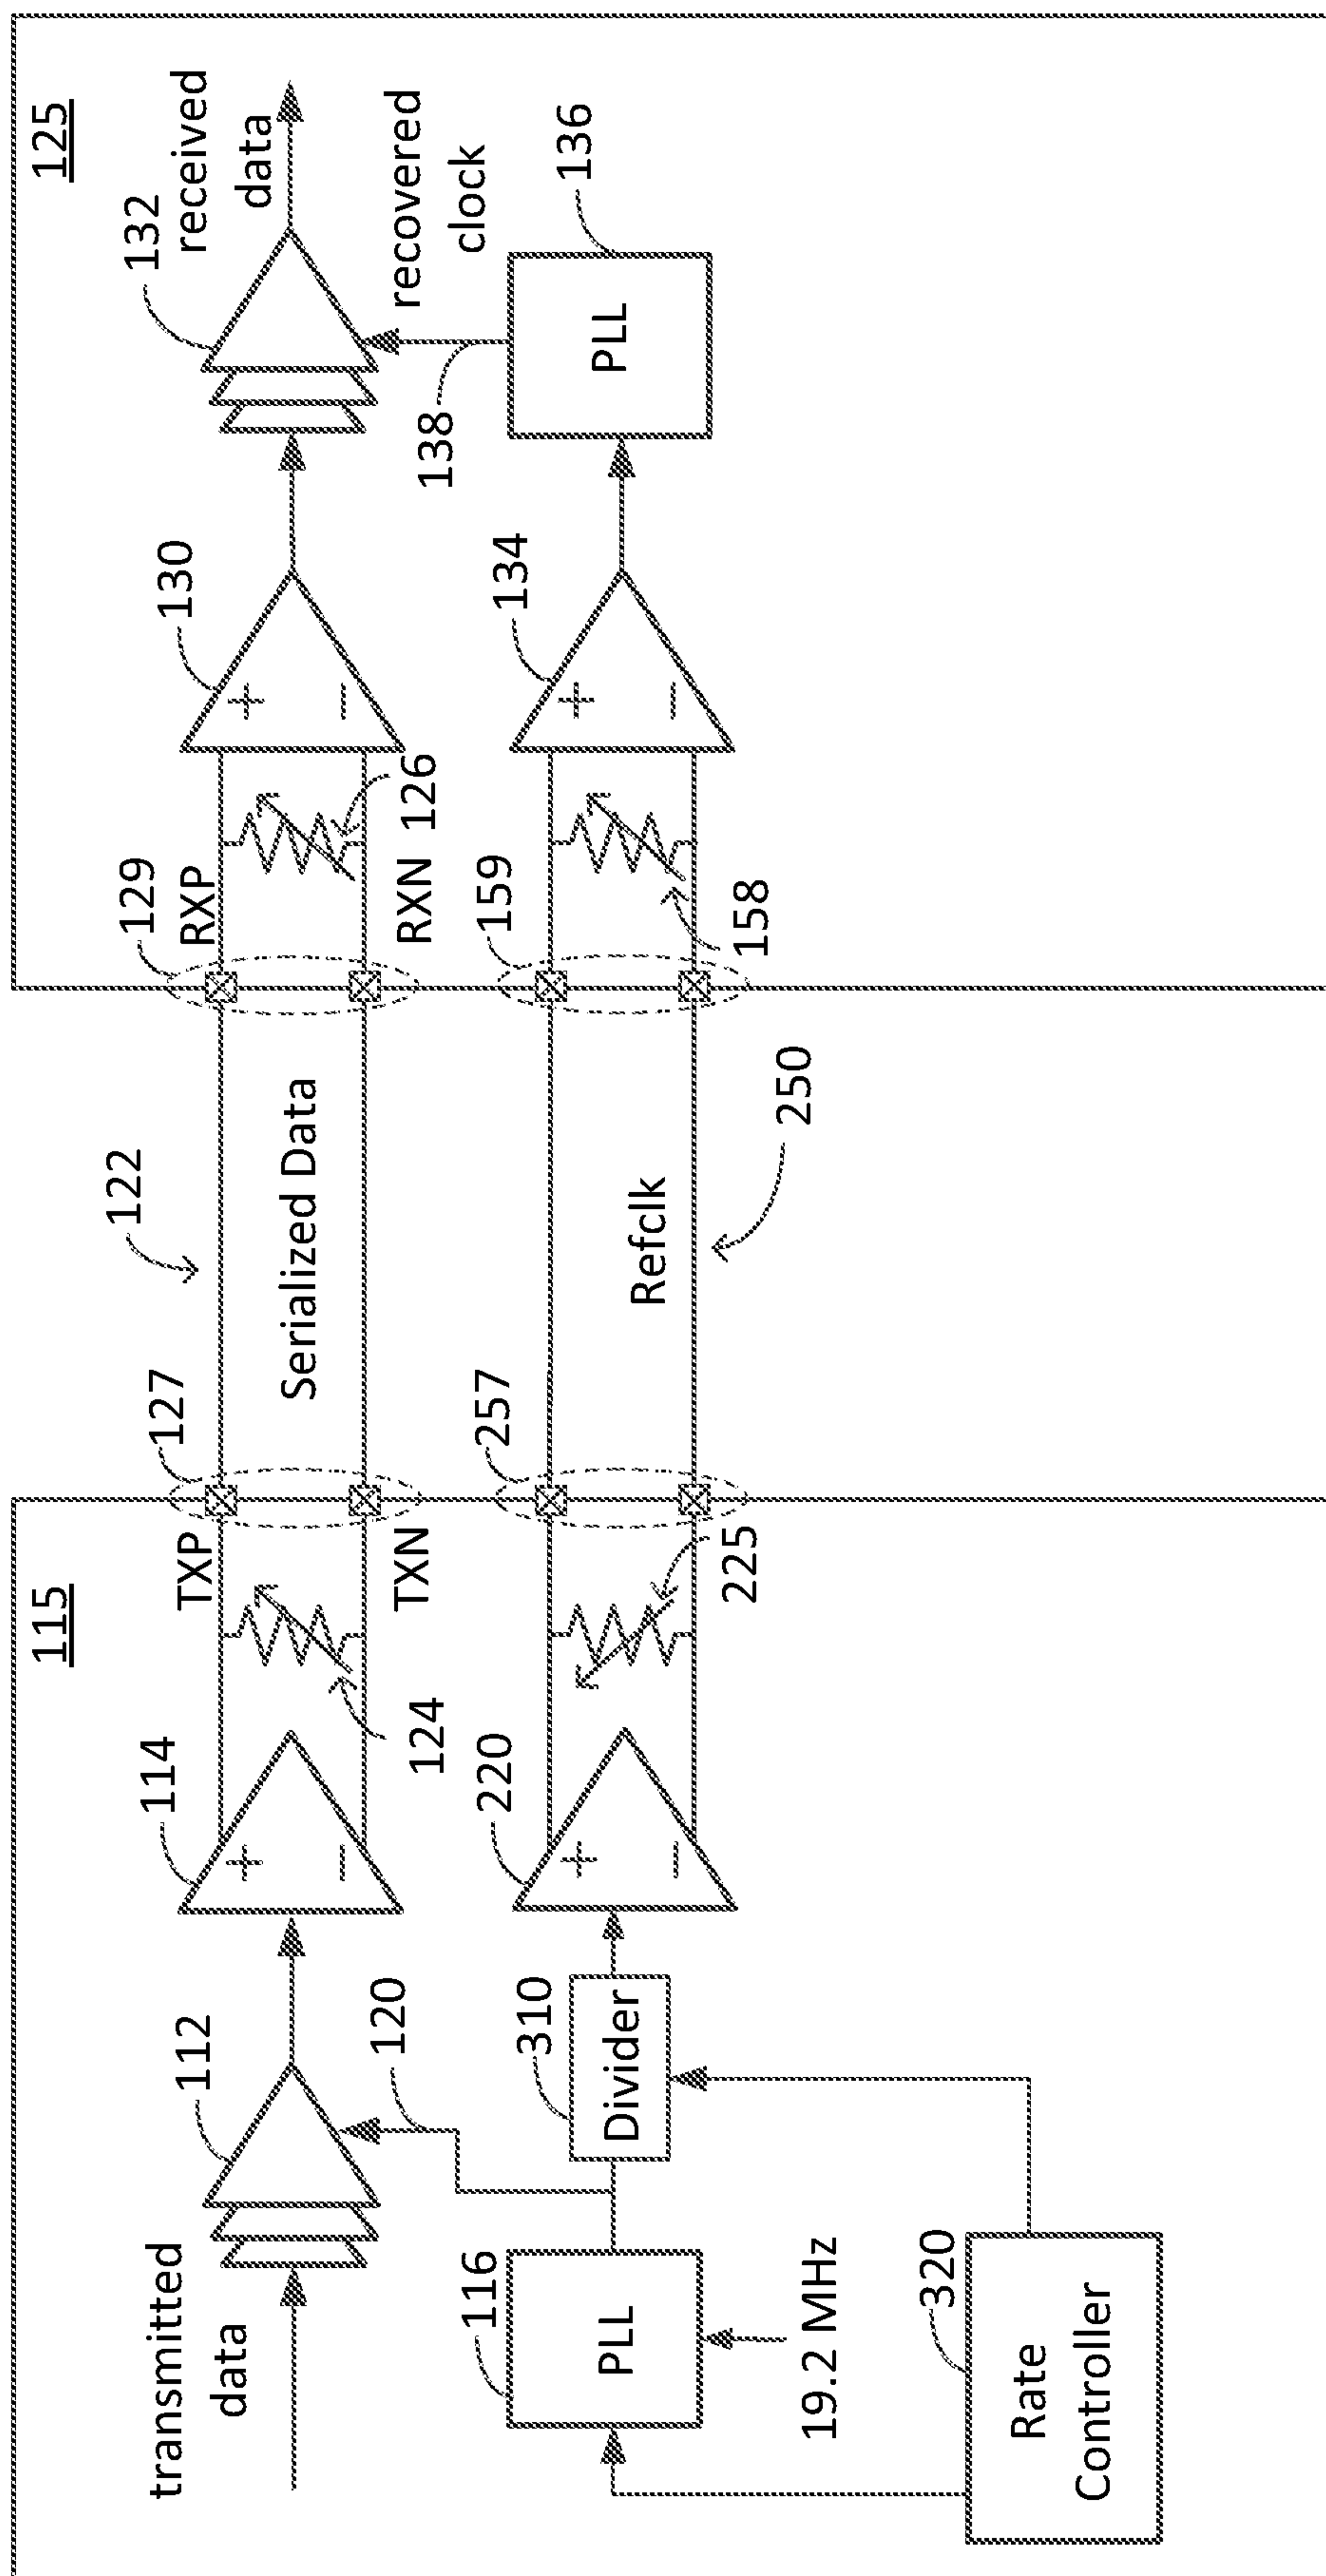 115
125
transmitted
data
112
114
TXP
127
122
129
RXP
130
132
received
data
Serialized Data
120
124
TXN
RXN
126
138
recovered
clock
116
PLL
310
Divider
220
+
−
+
−
+
−
+
−
257
Refclk
159
134
PLL
136
225
250
158
19.2 MHz
320
Rate
Controller